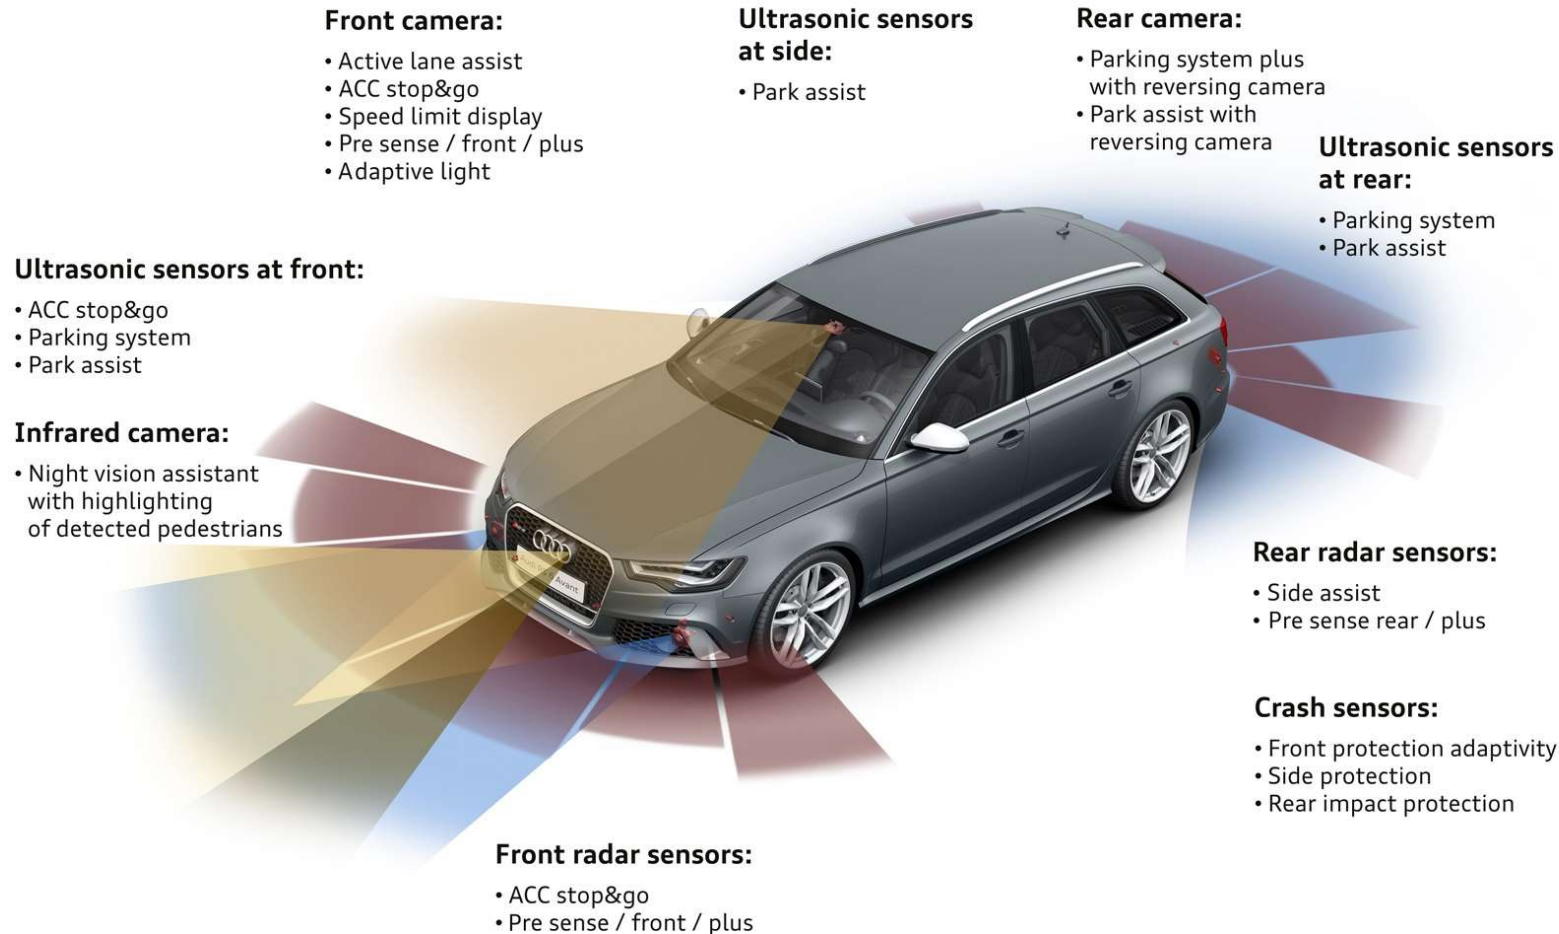 Front camera:
• Active lane assist
• ACC stop&go
• Speed limit display
• Pre sense / front / plus
• Adaptive light
Ultrasonic sensors
at side:
• Park assist
Rear camera:
• Parking system plus
with reversing camera
• Park assist with
reversing camera
Ultrasonic sensors
at rear:
• Parking system
• Park assist
Ultrasonic sensors at front:
• ACC stop&go
• Parking system
• Park assist
Infrared camera:
• Night vision assistant
with highlighting
of detected pedestrians
Avant
Rear radar sensors:
• Side assist
• Pre sense rear / plus
Crash sensors:
• Front protection adaptivity
• Side protection
• Rear impact protection
Front radar sensors:
• ACC stop&go
• Pre sense / front / plus